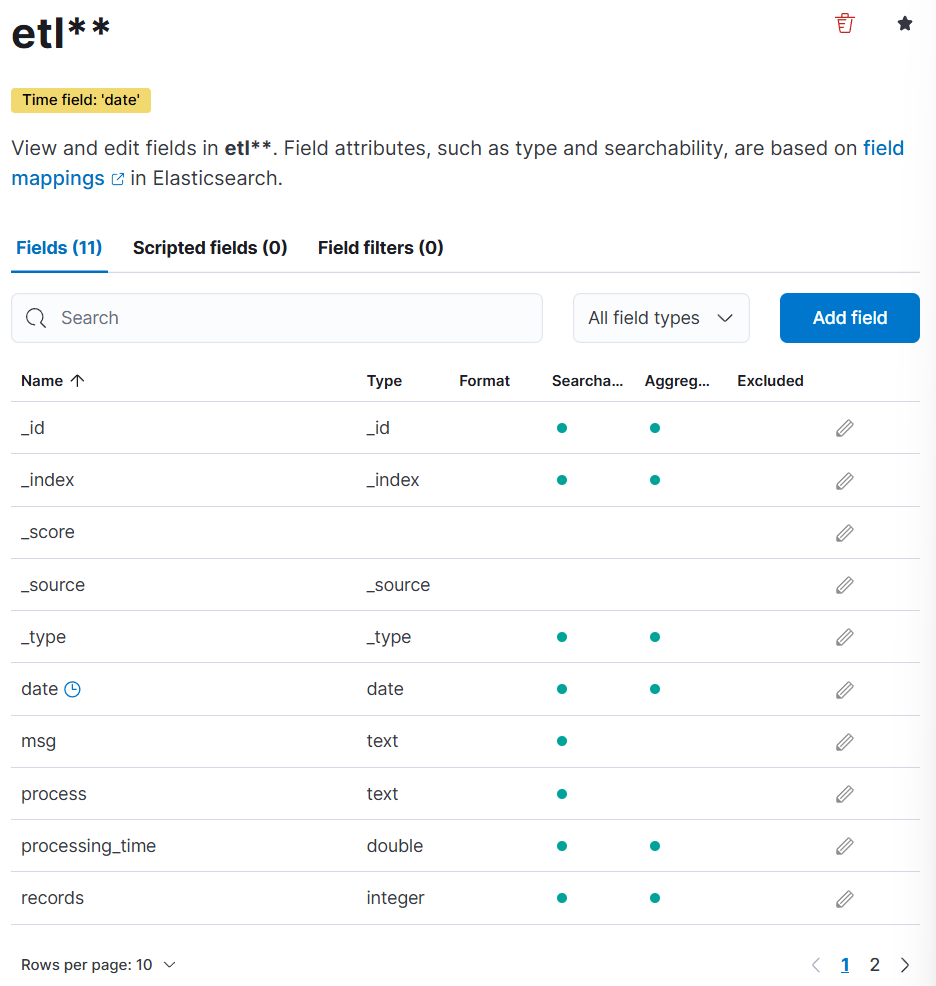 etl**
Time field: 'date'
View and edit fields in etl**. Field attributes, such as type and searchability, are based on field
mappings in Elasticsearch.
Fields (11) Scripted fields (0) Field filters (0)
Search All field types Add field
Name Type Format Searcha... Aggreg... Excluded
_id _id
_index _index
_score
_source _source
_type _type
date date
msg text
process text
processing_time double
records integer
Rows per page: 10 1 2